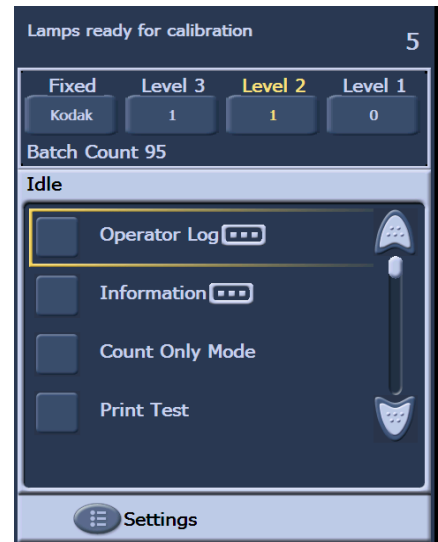 Lamps ready for calibration
5
Fixed Level 3 Level 2 Level 1
Kodak 1 1 0
Batch Count 95
Idle
Operator Log
Information
Count Only Mode
Print Test
Settings